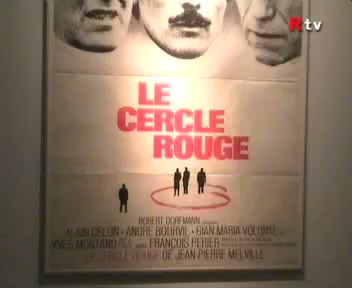 Rtv
LE
CERCLE
ROUGE
ROBERT DORFMANN
ALAIN DELON • ANDRE BOURVIL • GIAN MARIA VOLONTE
YVES MONTAND FRANÇOIS PERIER
LE CERCLE ROUGE DE JEAN-PIERRE MELVILLE